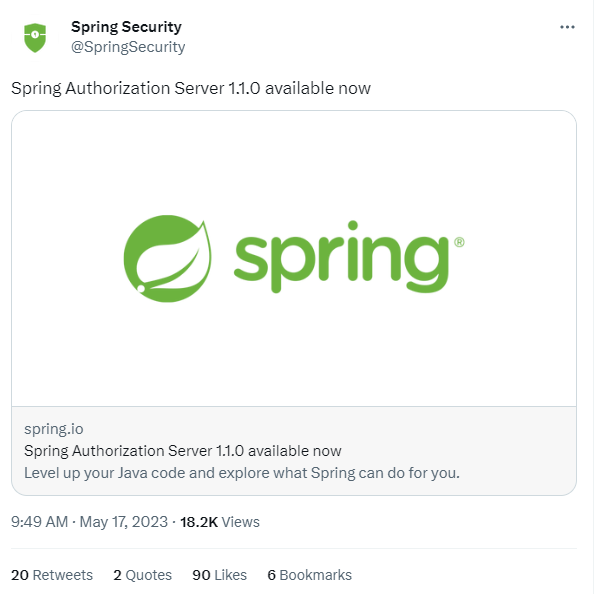 Spring Security
@SpringSecurity
Spring Authorization Server 1.1.0 available now
spring®
spring.io
Spring Authorization Server 1.1.0 available now
Level up your Java code and explore what Spring can do for you.
9:49 AM · May 17, 2023 · 18.2K Views
20 Retweets 2 Quotes 90 Likes 6 Bookmarks